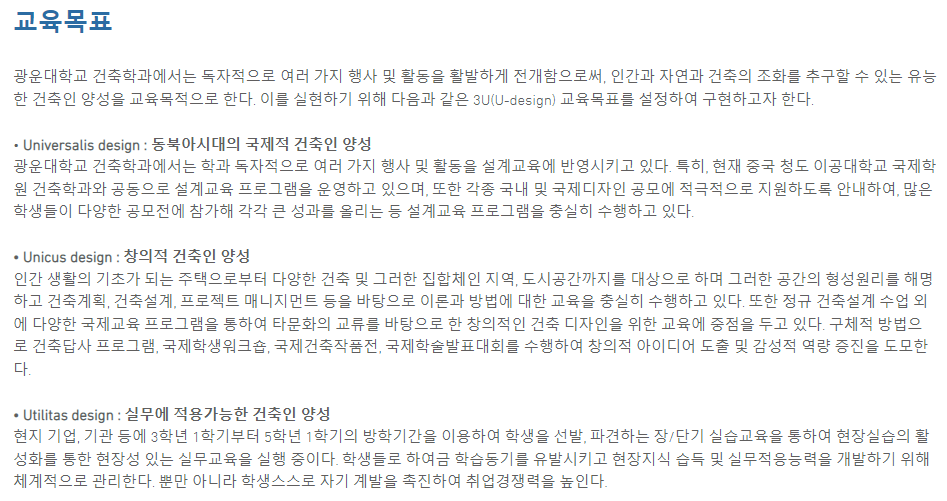 교육목표
광운대학교 건축학과에서는 독자적으로 여러 가지 행사 및 활동을 활발하게 전개함으로써, 인간과 자연과 건축의 조화를 추구할 수 있는 유능
한 건축인 양성을 교육목적으로 한다. 이를 실현하기 위해 다음과 같은 3U(U-design) 교육목표를 설정하여 구현하고자 한다.
• Universalis design : 동북아시대의 국제적 건축인 양성
광운대학교 건축학과에서는 학과 독자적으로 여러 가지 행사 및 활동을 설계교육에 반영시키고 있다. 특히, 현재 중국 청도 이공대학교 국제학
원 건축학과와 공동으로 설계교육 프로그램을 운영하고 있으며, 또한 각종 국내 및 국제디자인 공모에 적극적으로 지원하도록 안내하여, 많은
학생들이 다양한 공모전에 참가해 각각 큰 성과를 올리는 등 설계교육 프로그램을 충실히 수행하고 있다.
• Unicus design : 창의적 건축인 양성
인간 생활의 기초가 되는 주택으로부터 다양한 건축 및 그러한 집합체인 지역, 도시공간까지를 대상으로 하며 그러한 공간의 형성원리를 해명
하고 건축계획, 건축설계, 프로젝트 매니지먼트 등을 바탕으로 이론과 방법에 대한 교육을 충실히 수행하고 있다. 또한 정규 건축설계 수업 외
에 다양한 국제교육 프로그램을 통하여 타문화의 교류를 바탕으로 한 창의적인 건축 디자인을 위한 교육에 중점을 두고 있다. 구체적 방법으
로 건축답사 프로그램, 국제학생워크숍, 국제건축작품전, 국제학술발표대회를 수행하여 창의적 아이디어 도출 및 감성적 역량 증진을 도모한
다.
• Utilitas design : 실무에 적용가능한 건축인 양성
현지 기업, 기관 등에 3학년 1학기부터 5학년 1학기의 방학기간을 이용하여 학생을 선발, 파견하는 장/단기 실습교육을 통하여 현장실습의 활
성화를 통한 현장성 있는 실무교육을 실행 중이다. 학생들로 하여금 학습동기를 유발시키고 현장지식 습득 및 실무적응능력을 개발하기 위해
체계적으로 관리한다. 뿐만 아니라 학생스스로 자기 계발을 촉진하여 취업경쟁력을 높인다.